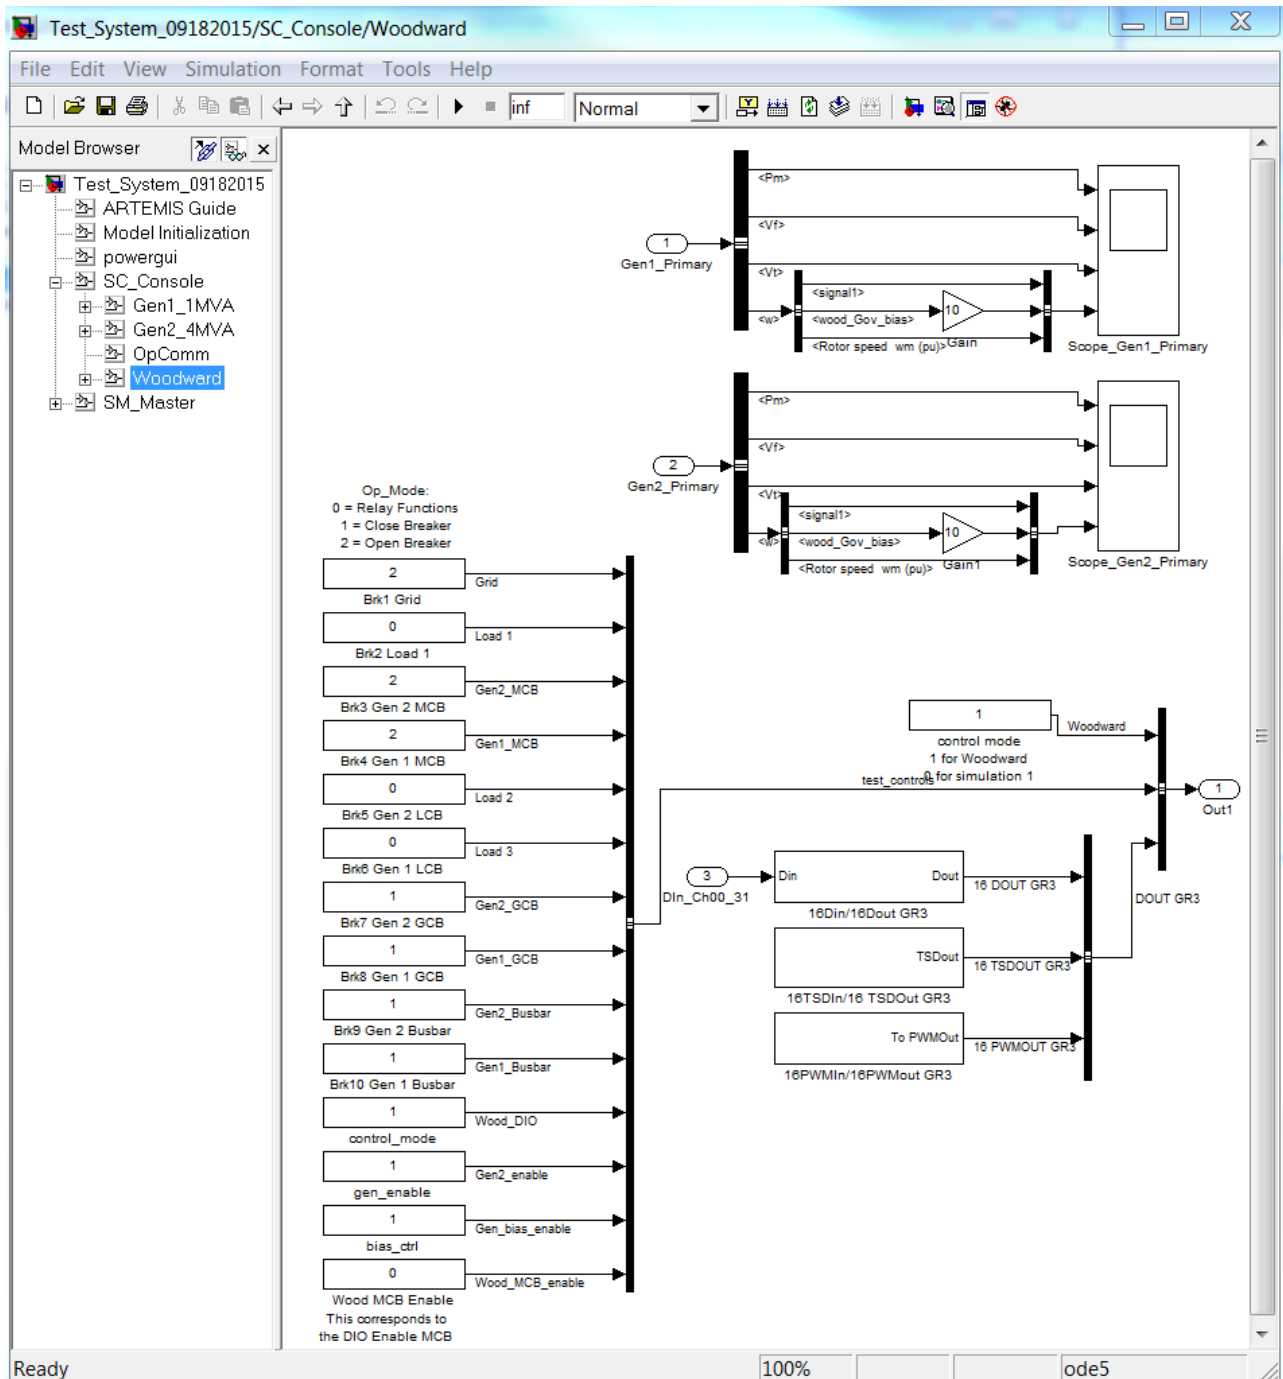 Test_System_09182015/SC_Console/Woodward
File Edit View Simulation Format Tools Help
inf Normal
Model Browser
Test_System_09182015
ARTEMIS Guide
Model Initialization
powergui
SC_Console
Gen1_1MVA
Gen2_4MVA
OpComm
Woodward
SM_Master
<Pm>
<Vf>
1
Gen1_Primary
<Vt>
<signal1>
<w>
<wood_Gov_bias>
10
<Rotor speed wm (pu)>
Gain
Scope_Gen1_Primary
<Pm>
<Vf>
2
Gen2_Primary
<Vt>
<signal1>
<w>
<wood_Gov_bias>
10
<Rotor speed wm (pu)>
Gain1
Scope_Gen2_Primary
Op_Mode:
0 = Relay Functions
1 = Close Breaker
2 = Open Breaker
2
Grid
Brk1 Grid
0
Load 1
Brk2 Load 1
2
Gen2_MCB
Brk3 Gen 2 MCB
2
Gen1_MCB
Brk4 Gen 1 MCB
0
Load 2
Brk5 Gen 2 LCB
0
Load 3
Brk6 Gen 1 LCB
1
Gen2_GCB
Brk7 Gen 2 GCB
1
Gen1_GCB
Brk8 Gen 1 GCB
1
Gen2_Busbar
Brk9 Gen 2 Busbar
1
Gen1_Busbar
Brk10 Gen 1 Busbar
1
Wood_DIO
control_mode
1
Gen2_enable
gen_enable
1
Gen_bias_enable
bias_ctrl
0
Wood_MCB_enable
Wood MCB Enable
This corresponds to
the DIO Enable MCB
1
Woodward
control mode
1 for Woodward
0 for simulation 1
test_controls
1
Out1
3
DIn_Ch00_31
Din Dout
16 DOUT GR3
16Din/16Dout GR3
DOUT GR3
TSDout
16 TSDOUT GR3
16TSDIn/16 TSDOut GR3
To PWMOut
16 PWMOUT GR3
16PWMIn/16PWMout GR3
Ready 100% ode5